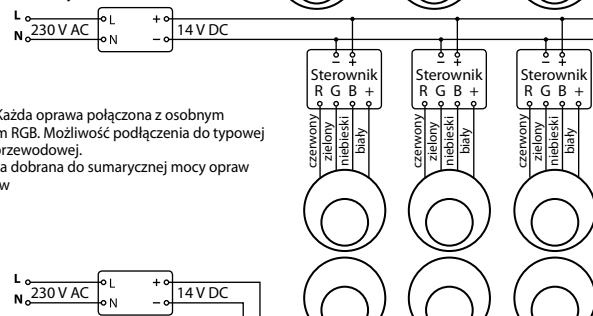 L 230 V AC L + 14 V DC
N N –
– + – + – +
Sterownik Sterownik Sterownik
R G B + R G B + R G B +
czerwony zielony niebieski biały czerwony zielony niebieski biały czerwony zielony niebieski biały
Każda oprawa połączona z osobnym
m RGB. Możliwość podłączenia do typowej
rzewodowej.
a dobrana do sumarycznej mocy opraw
w
L 230 V AC L + 14 V DC
N N –